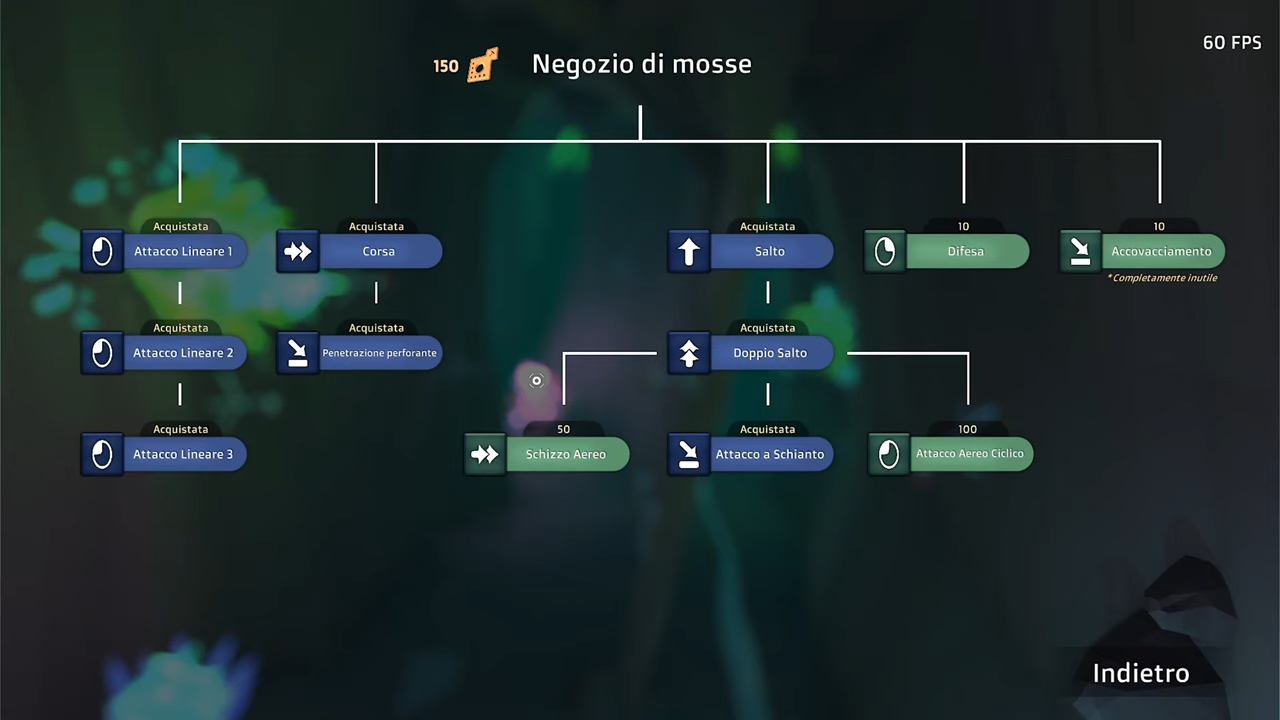 60 FPS
150 Negozio di mosse
Acquistata
Attacco Lineare 1
Acquistata
Corsa
Acquistata
Salto
10
Difesa
10
Accovacciamento
*Completamente inutile
Acquistata
Attacco Lineare 2
Acquistata
Penetrazione perforante
Acquistata
Doppio Salto
Acquistata
Attacco Lineare 3
50
Schizzo Aereo
Acquistata
Attacco a Schianto
100
Attacco Aereo Ciclico
Indietro